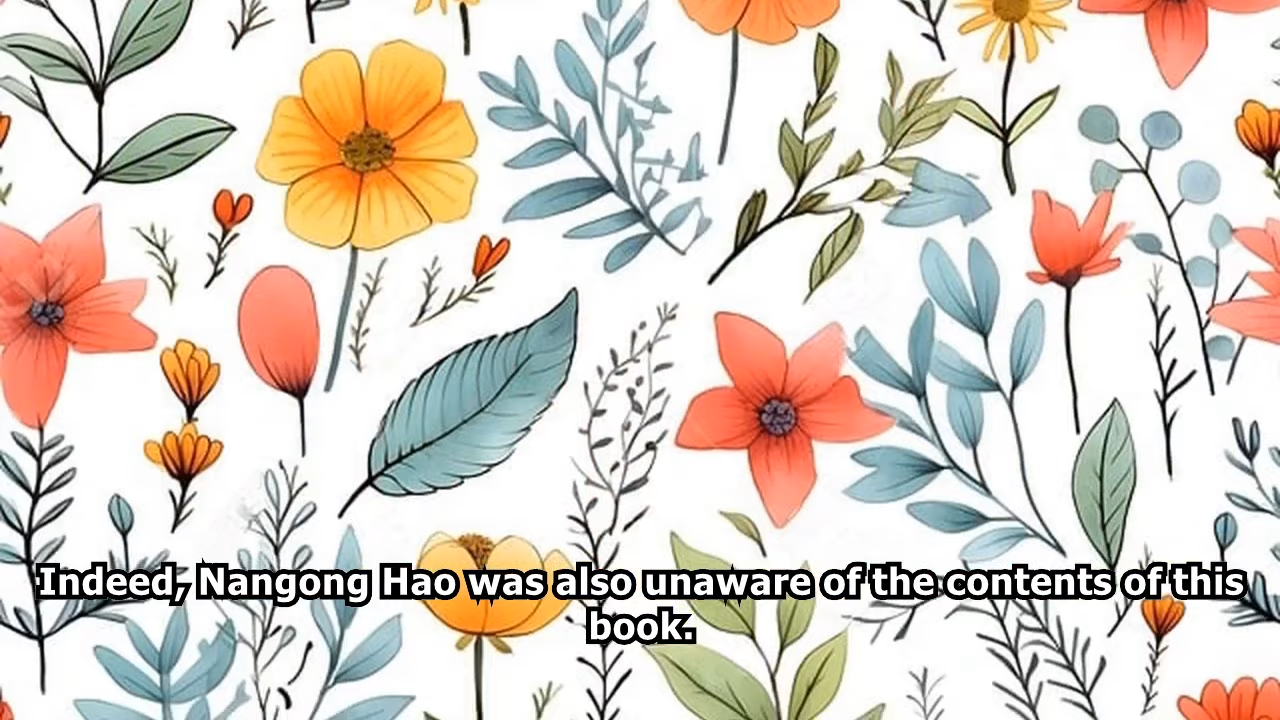 Indeed, Nangong Hao was also unaware of the contents of this
book.